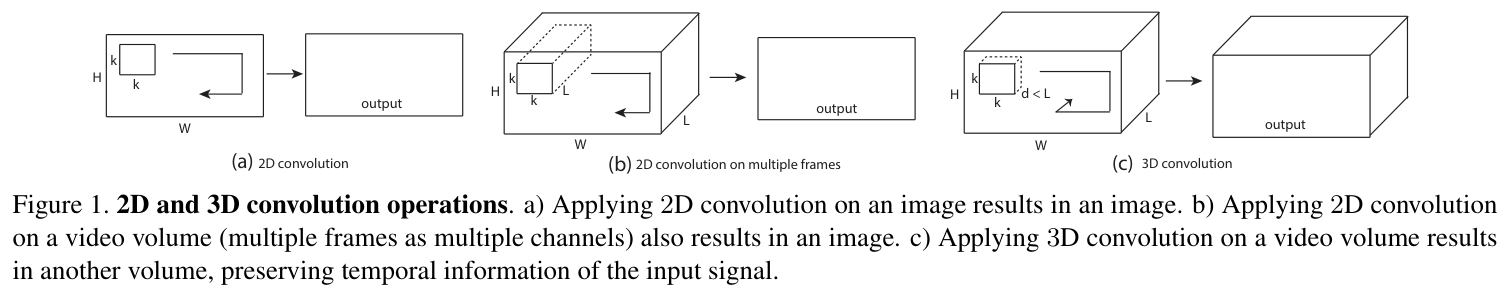 k
k
H
W
output
(a) 2D convolution
k
k
L
H
L
W
output
(b) 2D convolution on multiple frames
k
k
d < L
H
L
W
output
(c) 3D convolution
Figure 1. 2D and 3D convolution operations. a) Applying 2D convolution on an image results in an image. b) Applying 2D convolution
on a video volume (multiple frames as multiple channels) also results in an image. c) Applying 3D convolution on a video volume results
in another volume, preserving temporal information of the input signal.